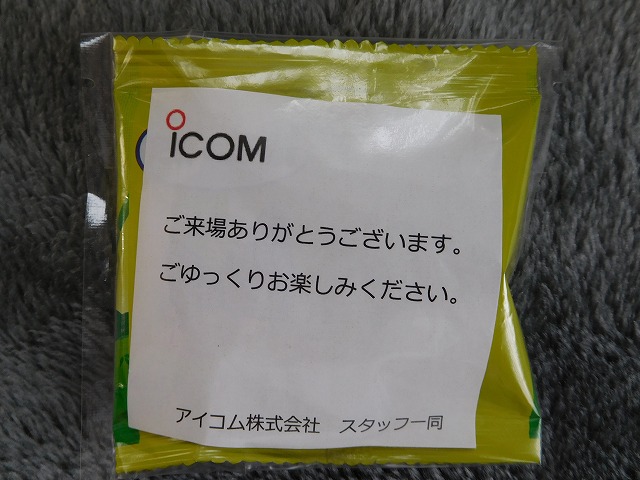 iCOM
ご来場ありがとうございます。
ごゆっくりお楽しみください。
アイコム株式会社 スタッフ一同